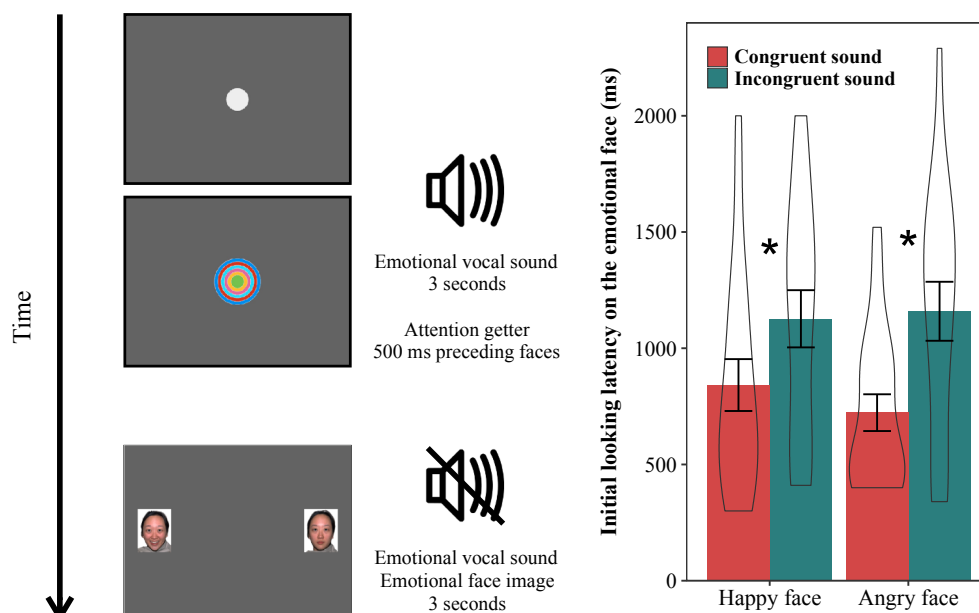 Time
Emotional vocal sound
3 seconds
Attention getter
500 ms preceding faces
Emotional vocal sound
Emotional face image
3 seconds
Initial looking latency on the emotional face (ms)
Congruent sound
Incongruent sound
2000
1500
1000
500
0
*
*
Happy face
Angry face